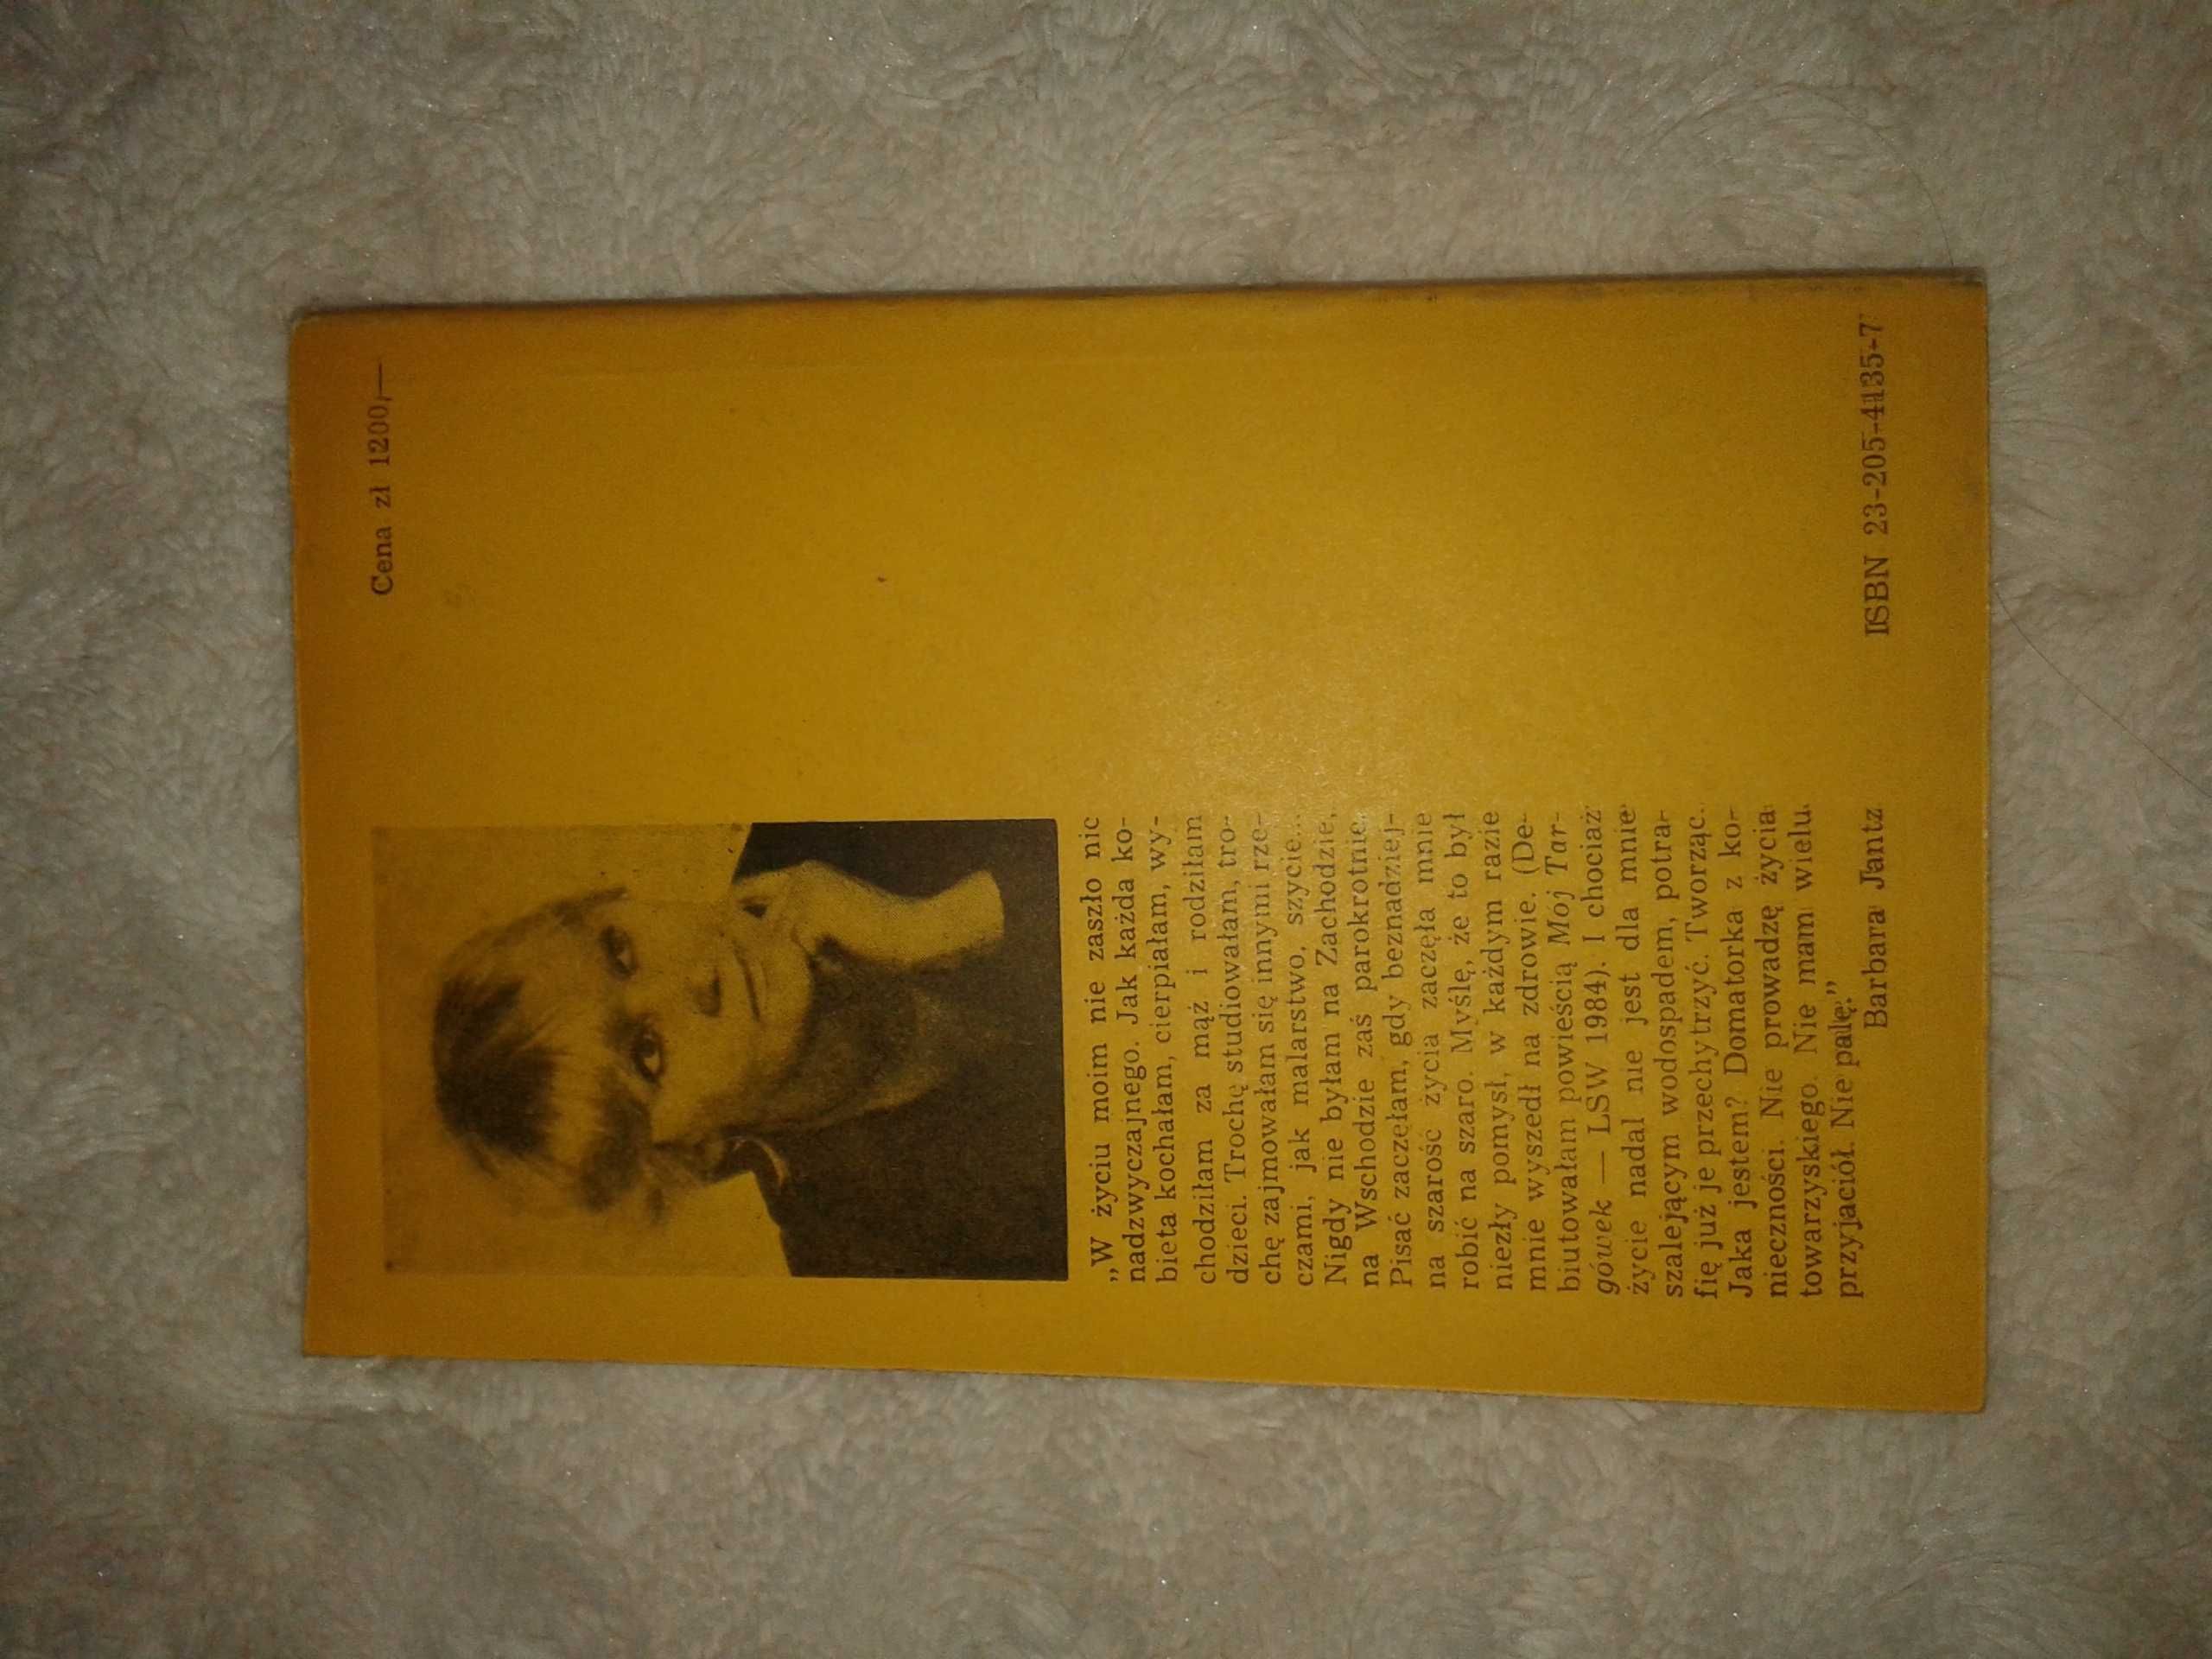 Cena zł 1200,—
„W życiu moim nie zaszło nic
nadzwyczajnego. Jak każda ko-
bieta kochałam, cierpiałam, wy-
chodziłam za mąż i rodziłam
dzieci. Trochę studiowałam, tro-
chę zajmowałam się innymi rze-
czami, jak malarstwo, szycie...
Nigdy nie byłam na Zachodzie,
na Wschodzie zaś parokrotnie.
Pisać zaczęłam, gdy beznadziej-
na szarość życia zaczęła mnie
robić na szaro. Myślę, że to był
niezły pomysł, w każdym razie
mnie wyszedł na zdrowie. (De-
biutowałam powieścią Moj Tar-
gówek — LSW 1984). I chociaż
życie nadal nie jest dla mnie
szalejącym wodospadem, potra-
fię już je przechytrzyć. Tworząc.
Jaka jestem? Domatorka z ko-
nieczności. Nie prowadzę życia
towarzyskiego. Nie mam wielu
przyjaciół. Nie palę."
Barbara Jantz
ISBN 23-205-4135-7